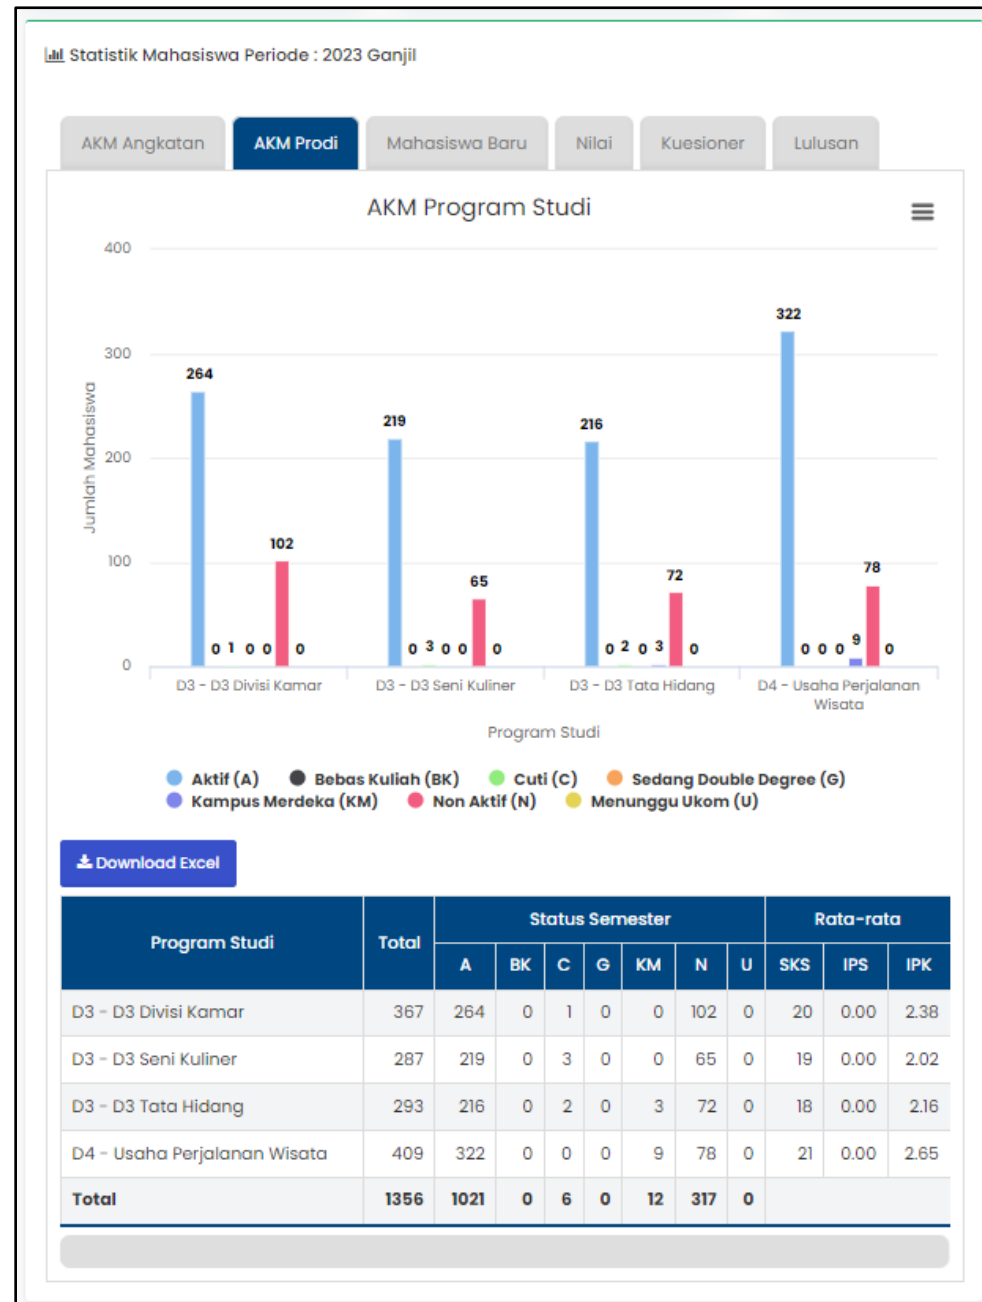 Statistik Mahasiswa Periode : 2023 Ganjil
AKM Angkatan AKM Prodi Mahasiswa Baru Nilai Kuesioner Lulusan
AKM Program Studi
400
300
200
100
0
Jumlah Mahasiswa
264 0 1 0 0 102 0
219 0 3 0 0 65 0
216 0 2 0 3 72 0
322 0 0 0 9 78 0
D3 - D3 Divisi Kamar D3 - D3 Seni Kuliner D3 - D3 Tata Hidang D4 - Usaha Perjalanan
Wisata
Program Studi
Aktif (A) Bebas Kuliah (BK) Cuti (C) Sedang Double Degree (G)
Kampus Merdeka (KM) Non Aktif (N) Menunggu Ukom (U)
Download Excel
Program Studi Total Status Semester Rata-rata
A BK C G KM N U SKS IPS IPK
D3 - D3 Divisi Kamar 367 264 0 1 0 0 102 0 20 0.00 2.38
D3 - D3 Seni Kuliner 287 219 0 3 0 0 65 0 19 0.00 2.02
D3 - D3 Tata Hidang 293 216 0 2 0 3 72 0 18 0.00 2.16
D4 - Usaha Perjalanan Wisata 409 322 0 0 0 9 78 0 21 0.00 2.65
Total 1356 1021 0 6 0 12 317 0